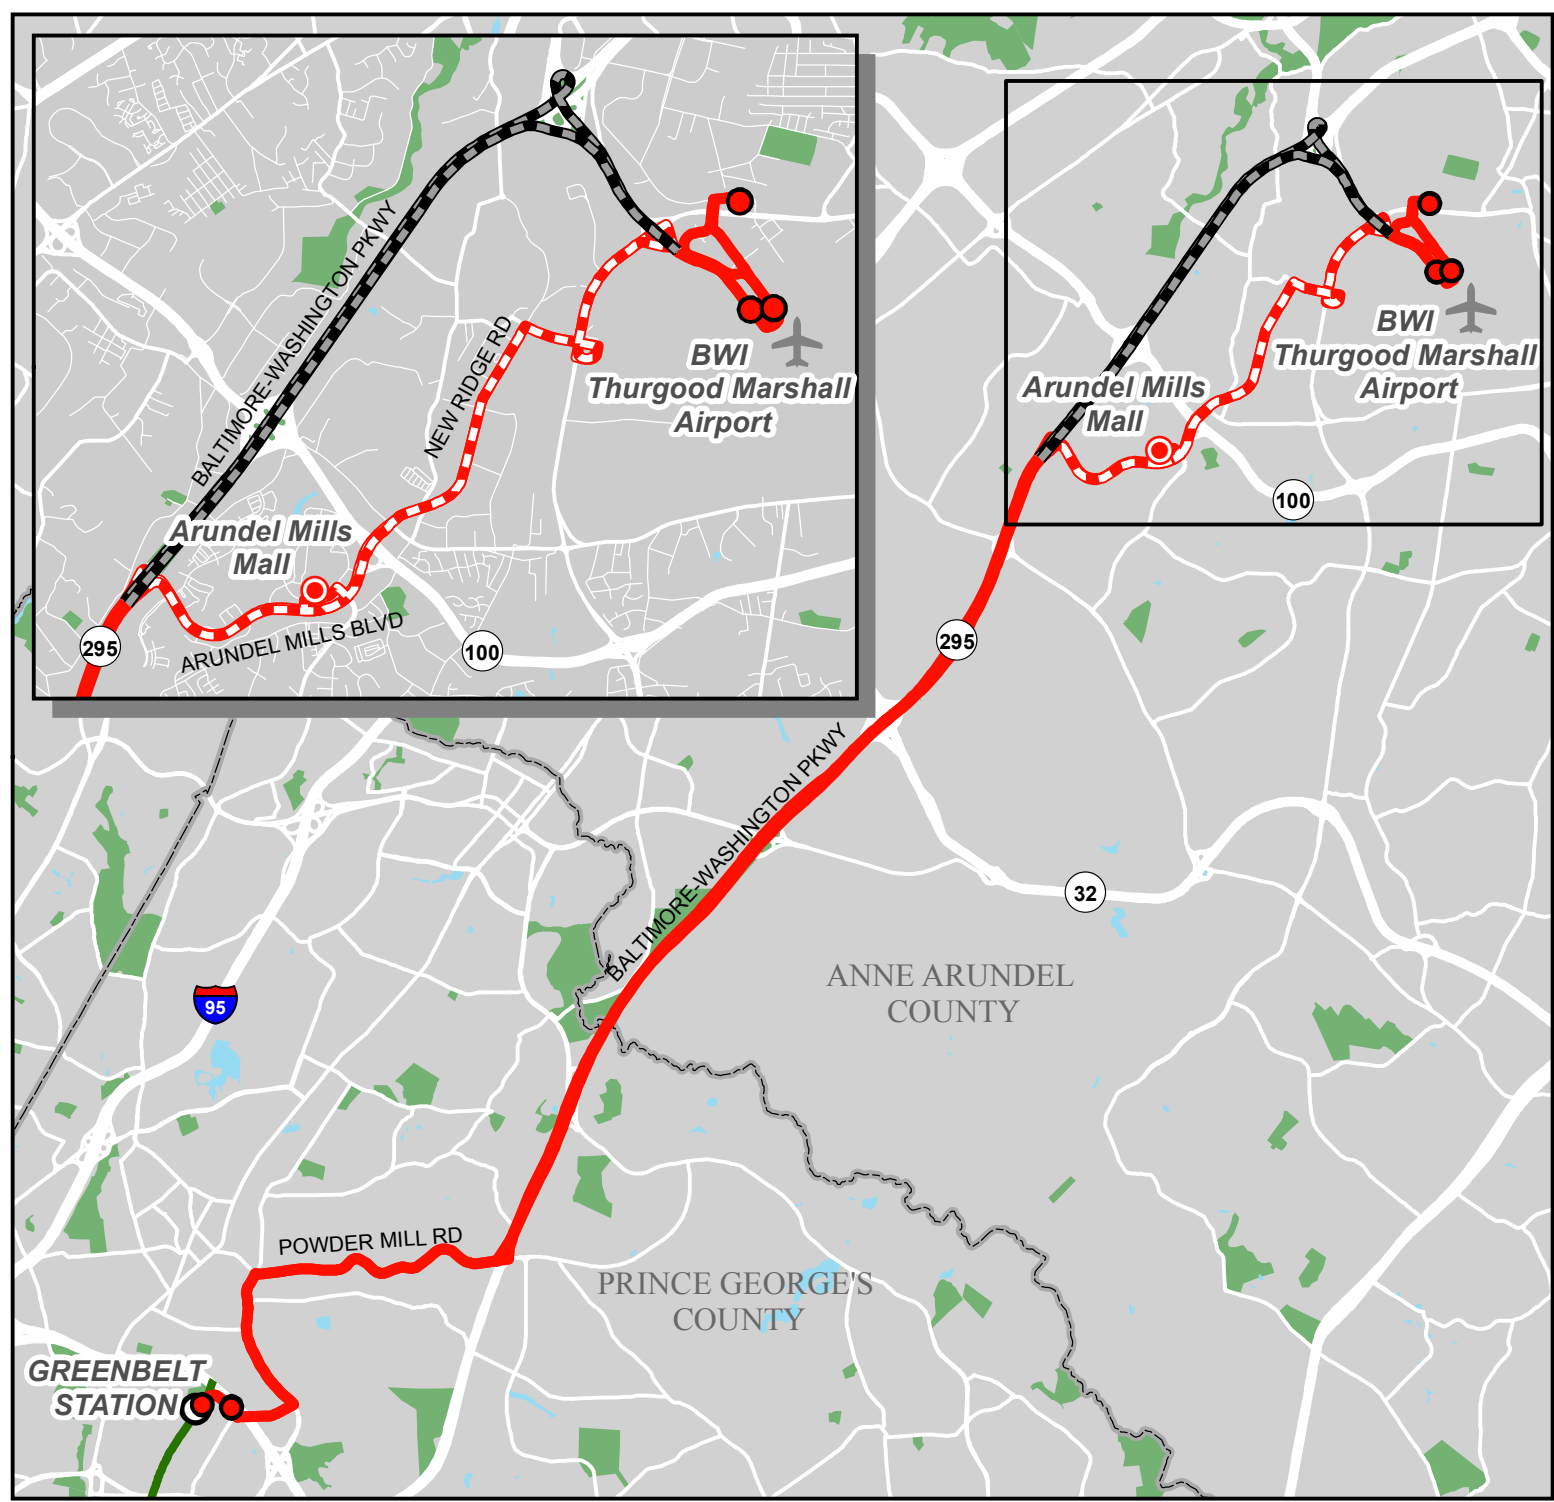 BALTIMORE-WASHINGTON PKWY
NEW RIDGE RD
BWI
Thurgood Marshall
Airport
Arundel Mills
Mall
ARUNDEL MILLS BLVD
295
100
BWI
Thurgood Marshall
Airport
Arundel Mills
Mall
100
295
BALTIMORE-WASHINGTON PKWY
32
ANNE ARUNDEL
COUNTY
95
POWDER MILL RD
PRINCE GEORGE'S
COUNTY
GREENBELT
STATION